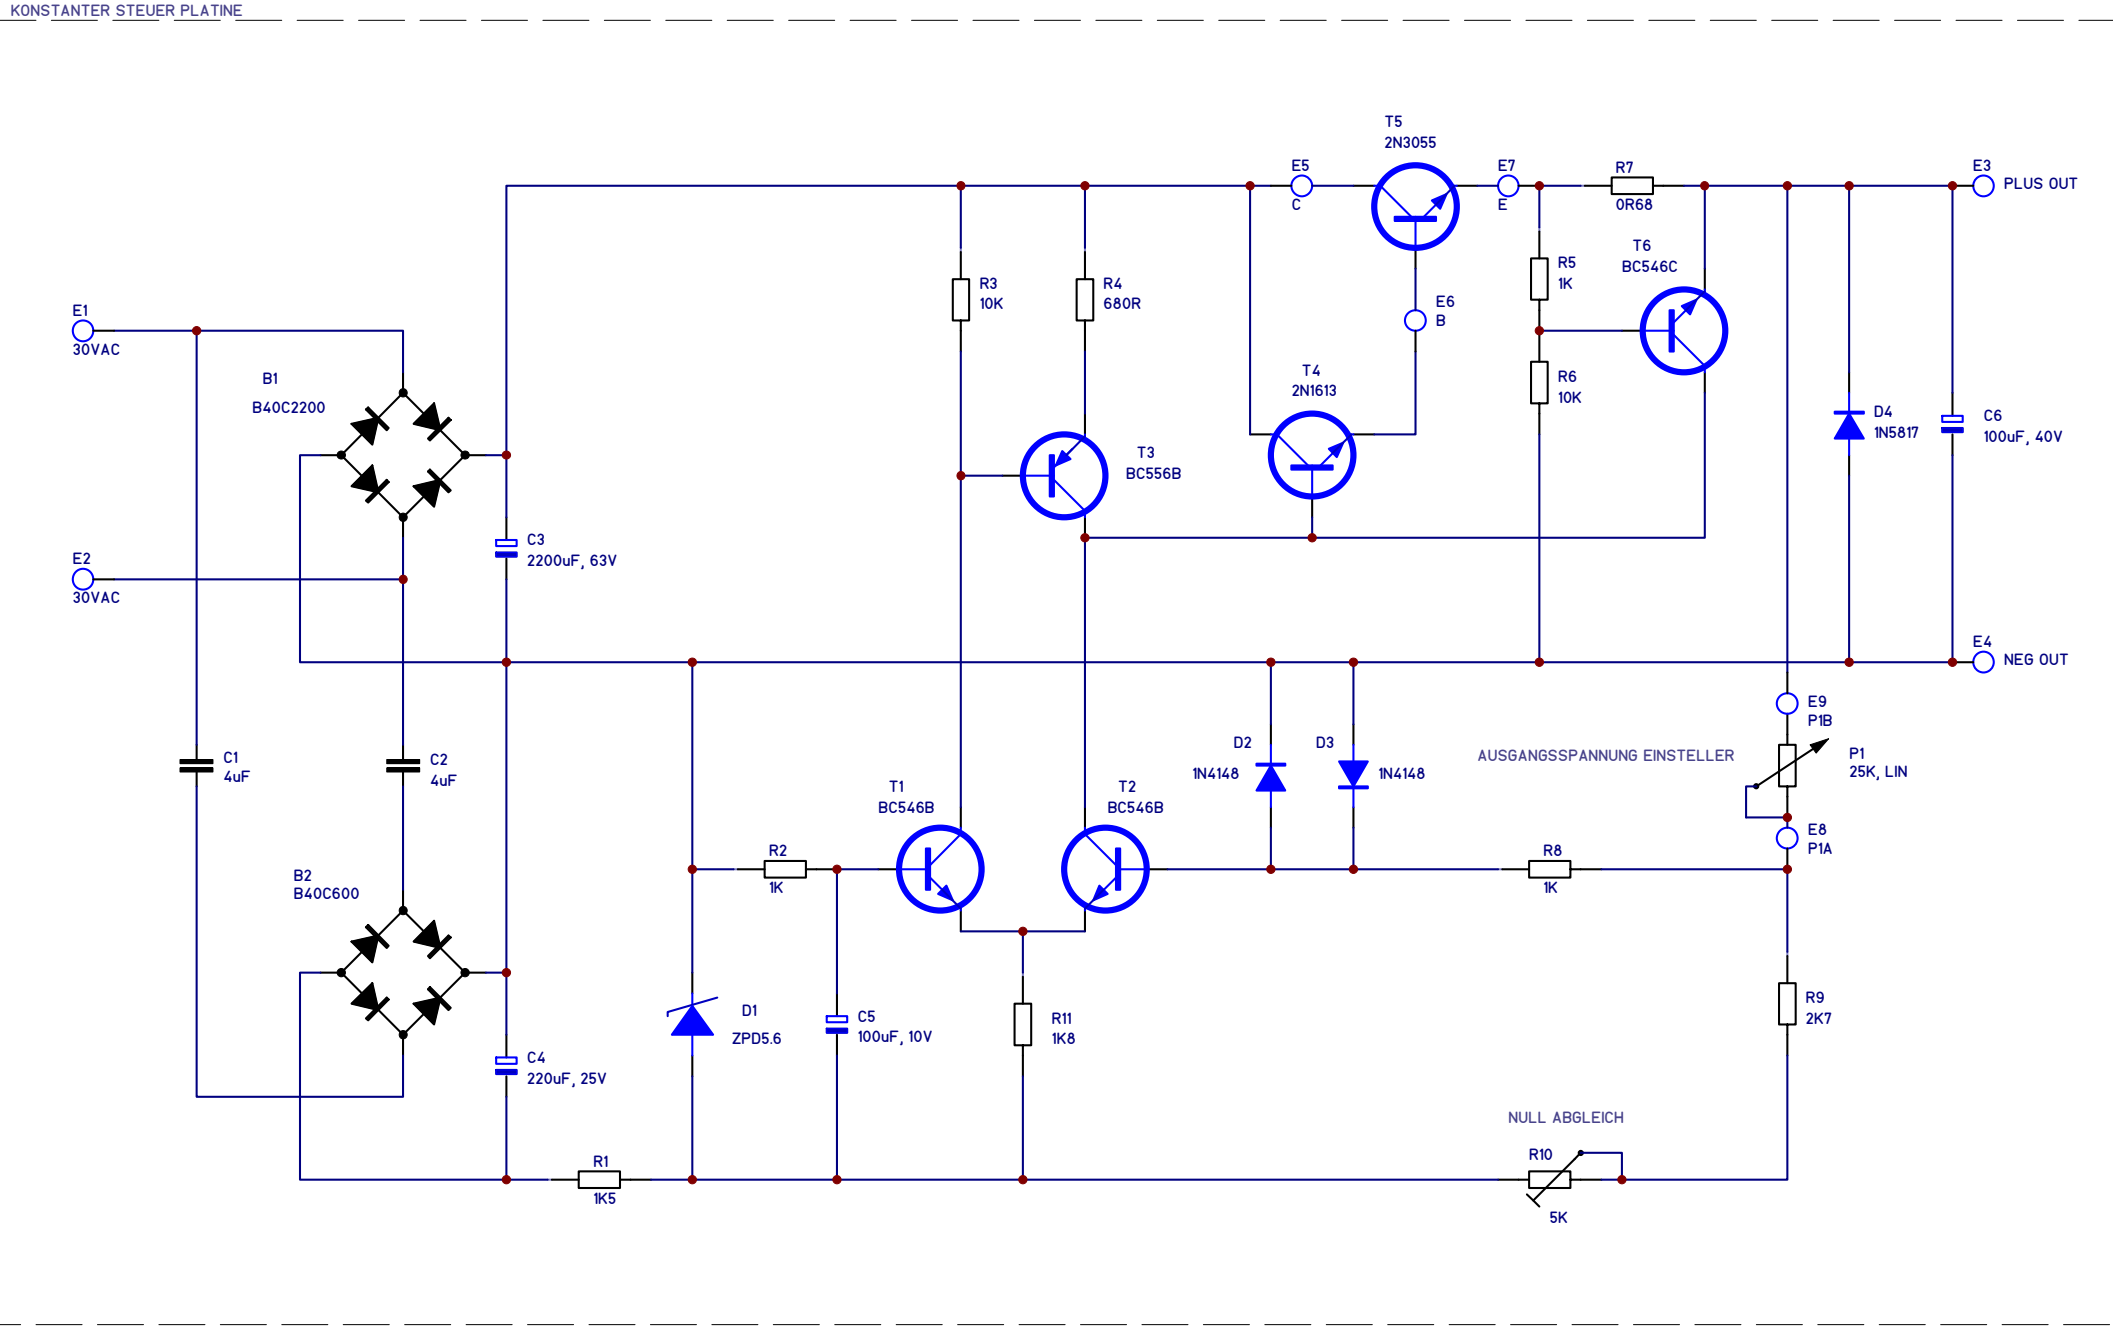 KONSTANTER STEUER PLATINE
T5
2N3055
E5
C
E7
E
R7
0R68
E3
PLUS OUT
T6
BC546C
R5
1K
R3
10K
R4
680R
E6
B
E1
30VAC
B1
B40C2200
T4
2N1613
R6
10K
D4
1N5817
C6
100uF, 40V
T3
BC556B
C3
2200uF, 63V
E2
30VAC
E4
NEG OUT
E9
P1B
C1
4uF
C2
4uF
D2
1N4148
D3
1N4148
AUSGANGSSPANNUNG EINSTELLER
P1
25K, LIN
T1
BC546B
T2
BC546B
E8
P1A
R2
1K
R8
1K
B2
B40C600
D1
ZPD5.6
C5
100uF, 10V
R11
1K8
R9
2K7
C4
220uF, 25V
NULL ABGLEICH
R1
1K5
R10
5K